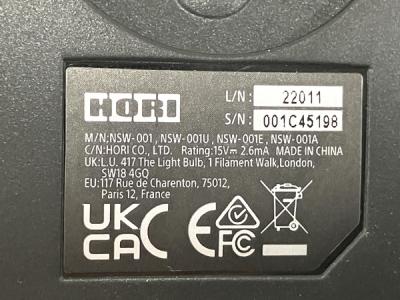 HORI
L/N: 22011
S/N: 001C45198
M/N:NSW-001, NSW-001U, NSW-001E, NSW-001A
C/N:HORI CO., LTD. Rating:15V⎓2.6mA MADE IN CHINA
UK:L.U. 417 The Light Bulb, 1 Filament Walk,London,
SW18 4GQ
EU:117 Rue de Charenton, 75012,
Paris 12, France
UK
CA CE FC